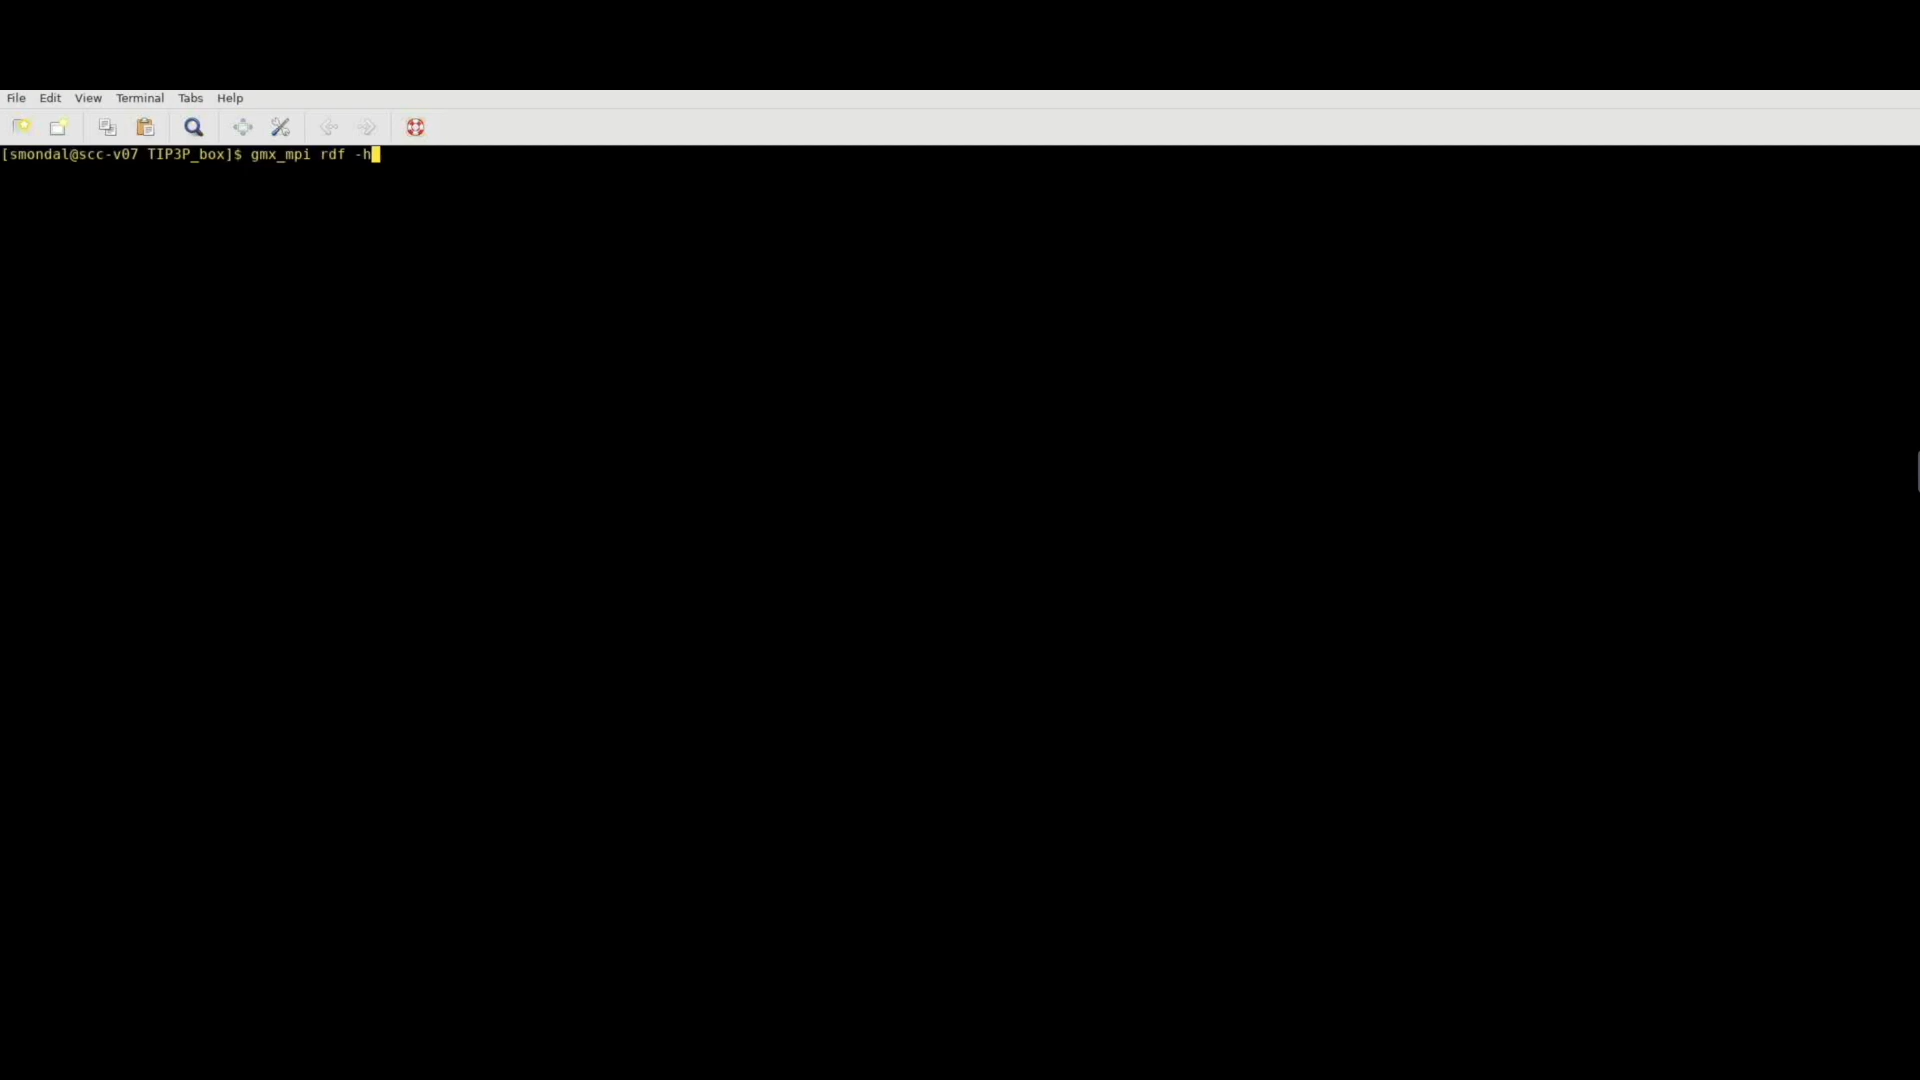 File Edit View Terminal Tabs Help
[smondal@scc-v07 TIP3P_box]$ gmx_mpi rdf -h